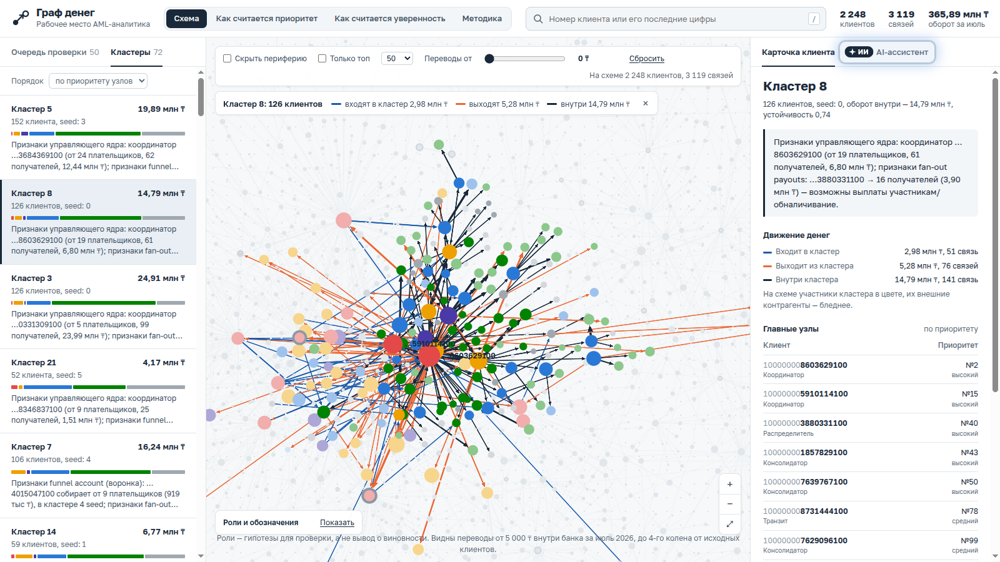 Граф денег
Рабочее место AML-аналитика
Схема
Как считается приоритет
Как считается уверенность
Методика
Номер клиента или его последние цифры
/
2 248
клиентов
3 119
связей
365,89 млн ₸
оборот за июль
Очередь проверки 50
Кластеры 72
Порядок
по приоритету узлов
Кластер 5
19,89 млн ₸
152 клиента, seed: 3
Признаки управляющего ядра: координатор
…3684369100 (от 24 плательщиков, 62
получателей, 12,44 млн ₸); признаки funnel…
Кластер 8
14,79 млн ₸
126 клиентов, seed: 0
Признаки управляющего ядра: координатор
…8603629100 (от 19 плательщиков, 61
получателей, 6,80 млн ₸); признаки fan-out…
Кластер 3
24,91 млн ₸
126 клиентов, seed: 0
Признаки управляющего ядра: координатор
…0331309100 (от 5 плательщиков, 99
получателей, 23,99 млн ₸); признаки fan-out…
Кластер 21
4,17 млн ₸
52 клиента, seed: 5
Признаки управляющего ядра: координатор
…8346837100 (от 9 плательщиков, 25
получателей, 1,51 млн ₸); признаки funnel…
Кластер 7
16,24 млн ₸
106 клиентов, seed: 4
Признаки funnel account (воронка): …
4015047100 собирает от 9 плательщиков (919
тыс ₸), в кластере 4 seed; признаки fan-out…
Кластер 14
6,77 млн ₸
59 клиентов, seed: 1
Скрыть периферию
Только топ
50
Переводы от
0 ₸
Сбросить
На схеме 2 248 клиентов, 3 119 связей
Кластер 8: 126 клиентов
входят в кластер 2,98 млн ₸
выходят 5,28 млн ₸
внутри 14,79 млн ₸
×
…5910114100
…8603629100
+
−
⤢
Роли и обозначения
Показать
Роли — гипотезы для проверки, а не вывод о виновности. Видны переводы от 5 000 ₸ внутри банка за июль 2026, до 4-го колена от исходных
клиентов.
Карточка клиента
ИИ
AI-ассистент
Кластер 8
126 клиентов, seed: 0, оборот внутри — 14,79 млн ₸,
устойчивость 0,74
Признаки управляющего ядра: координатор …
8603629100 (от 19 плательщиков, 61
получателей, 6,80 млн ₸); признаки fan-out
payouts: …3880331100 → 16 получателей (3,90
млн ₸) — возможны выплаты участникам/
обналичивание.
Движение денег
Входит в кластер
2,98 млн ₸, 51 связь
Выходит из кластера
5,28 млн ₸, 76 связей
Внутри кластера
14,79 млн ₸, 141 связь
На схеме участники кластера в цвете, их внешние
контрагенты — бледнее.
Главные узлы
по приоритету
Клиент
Приоритет
100000008603629100
№2
Координатор
высокий
100000005910114100
№15
Координатор
высокий
100000003880331100
№40
Распределитель
высокий
100000001857829100
№43
Консолидатор
высокий
100000007639767100
№50
Консолидатор
высокий
100000008731444100
№78
Транзит
средний
100000007629096100
№99
Консолидатор
средний